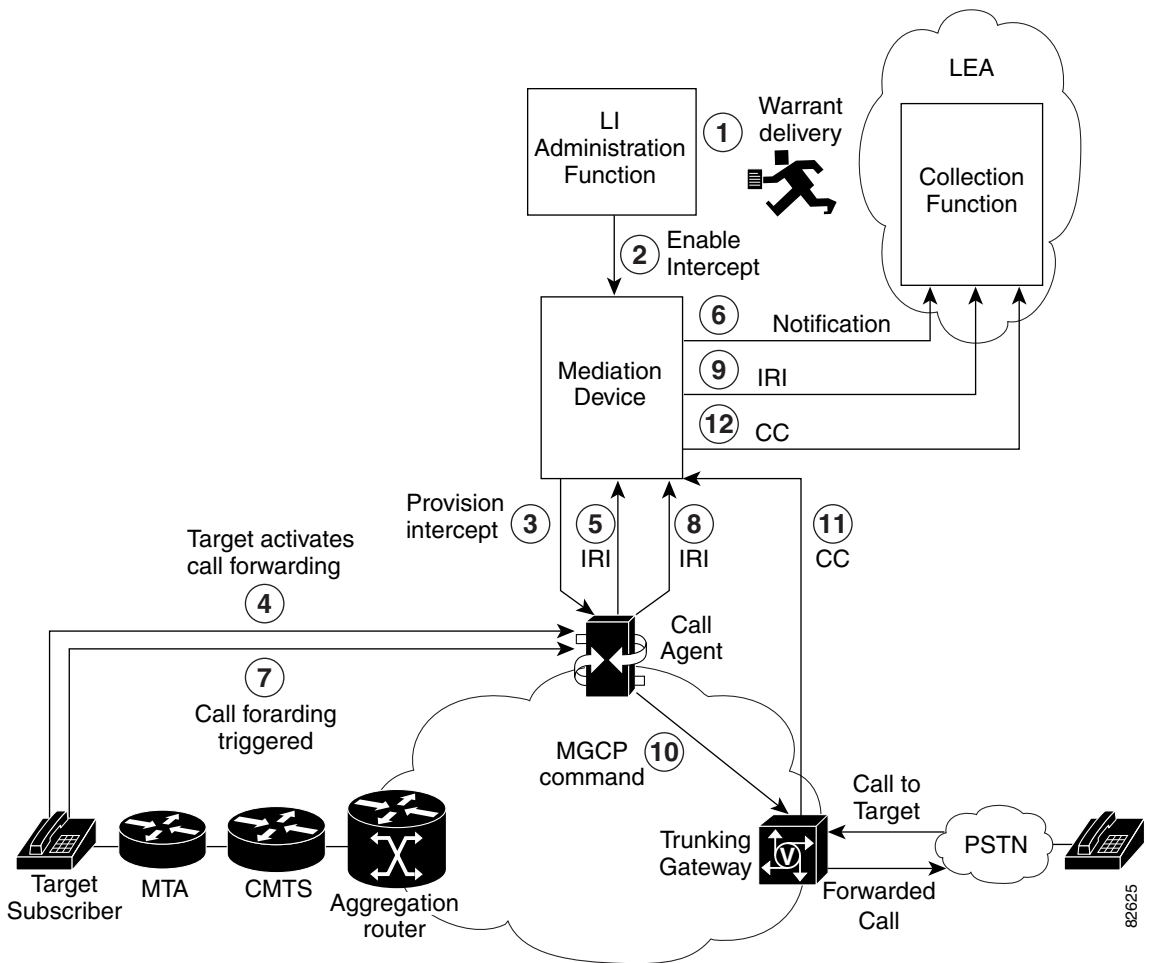 LEA
LI
Administration
Function
1
Warrant
delivery
Collection
Function
2
Enable
Intercept
Mediation
Device
6
Notification
9
IRI
12
CC
Provision
intercept
3
5
IRI
8
IRI
11
CC
Target activates
call forwarding
4
7
Call forarding
triggered
Call
Agent
MGCP
command
10
Call to
Target
Trunking
Gateway
V
PSTN
Forwarded
Call
Target
Subscriber
MTA
CMTS
Aggregation
router
82625